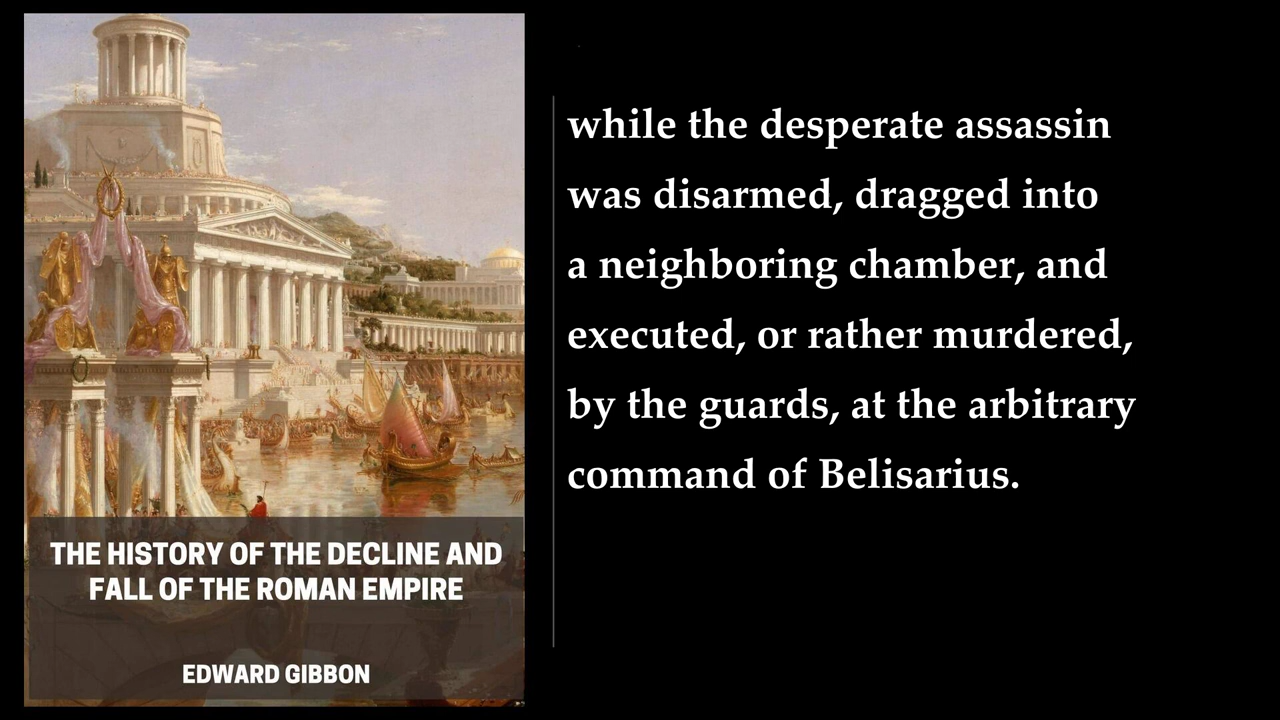 while the desperate assassin
was disarmed, dragged into
a neighboring chamber, and
executed, or rather murdered,
by the guards, at the arbitrary
command of Belisarius.
THE HISTORY OF THE DECLINE AND
FALL OF THE ROMAN EMPIRE
EDWARD GIBBON